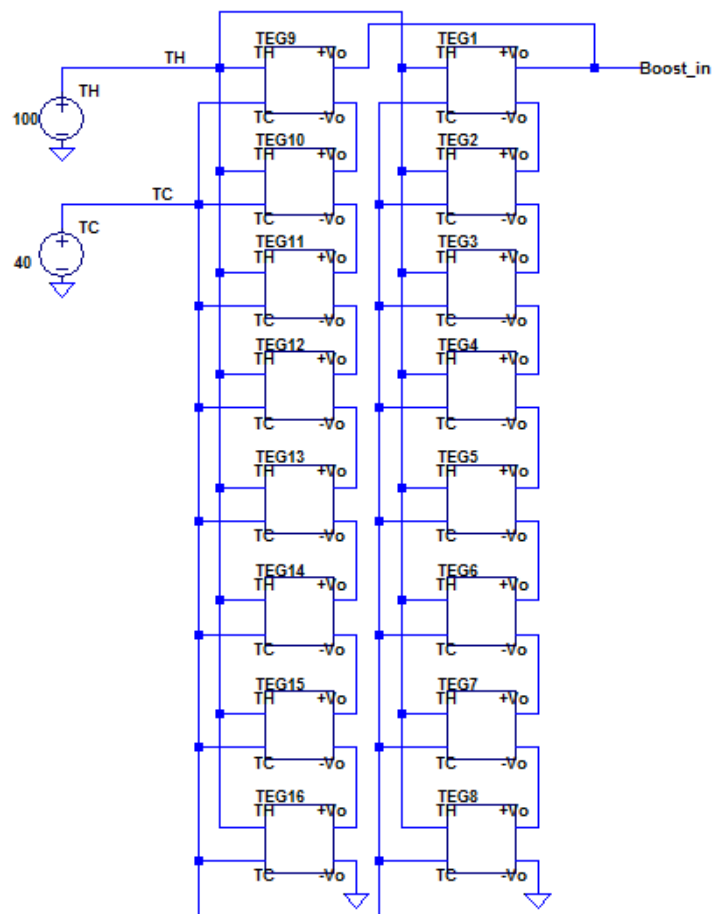 TEG9 TEG1
TH +Vo TH +Vo
TH
Boost_in
TH
100
TC -Vo TC -Vo
TEG10 TEG2
TH +Vo TH +Vo
TC
TC -Vo TC -Vo
TC
40
TEG11 TEG3
TH +Vo TH +Vo
TC -Vo TC -Vo
TEG12 TEG4
TH +Vo TH +Vo
TC -Vo TC -Vo
TEG13 TEG5
TH +Vo TH +Vo
TC -Vo TC -Vo
TEG14 TEG6
TH +Vo TH +Vo
TC -Vo TC -Vo
TEG15 TEG7
TH +Vo TH +Vo
TC -Vo TC -Vo
TEG16 TEG8
TH +Vo TH +Vo
TC -Vo TC -Vo